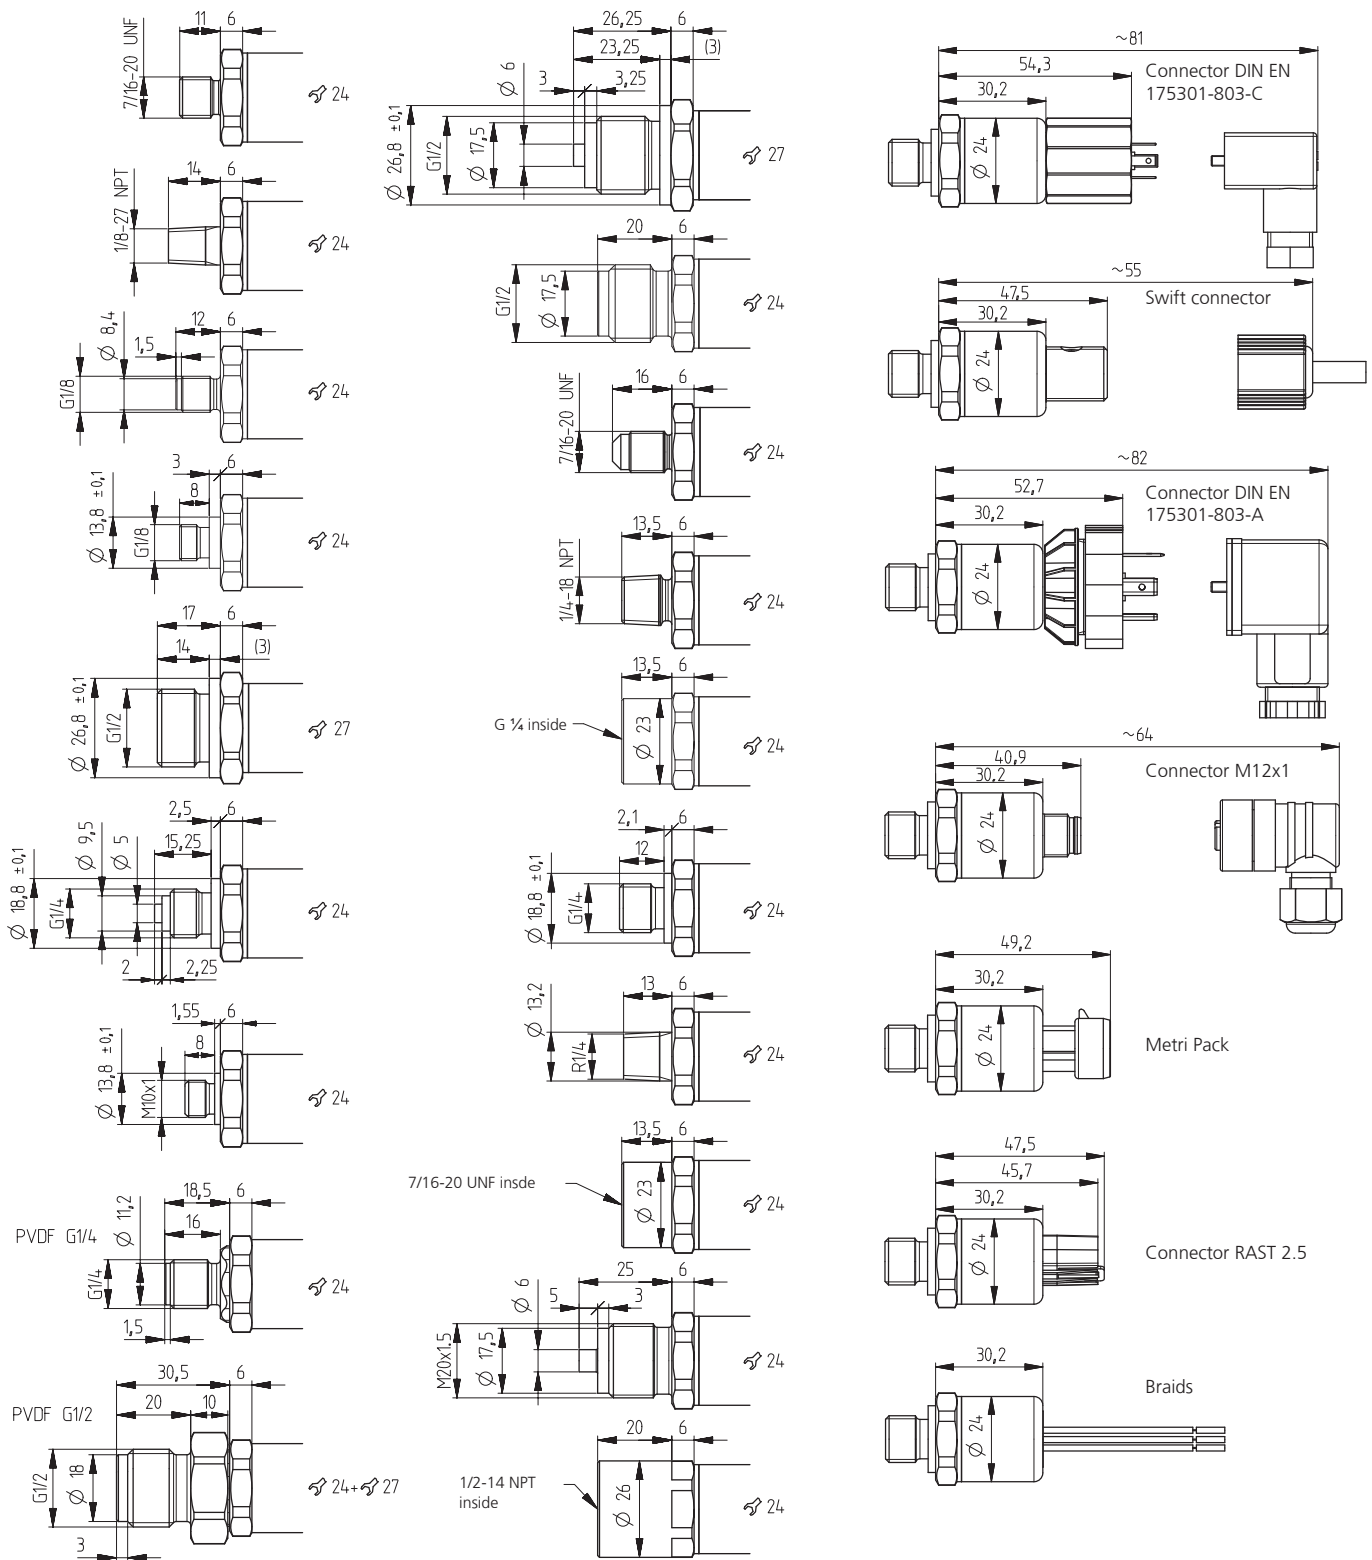 11 6
7/16-20 UNF
24
14 6
1/8-27 NPT
24
12 6
Ø 8,4
1,5
G1/8
24
3 6
8
Ø 13,8 ±0,1
G1/8
24
17 6
14 (3)
Ø 26,8 ±0,1
G1/2
27
2,5 6
15,25
Ø 18,8 ±0,1
G1/4
Ø 9,5
Ø 5
2 2,25
24
1,55 6
8
Ø 13,8 ±0,1
M10x1
24
18,5 6
16
PVDF G1/4
Ø 11,2
G1/4
1,5
24
30,5 6
20 10
PVDF G1/2
G1/2
Ø 18
3
24+ 27
26,25 6
23,25 (3)
Ø 6
3 3,25
Ø 26,8 ±0,1
G1/2
Ø 17,5
27
20 6
G1/2
Ø 17,5
24
16 6
7/16-20 UNF
24
13,5 6
1/4-18 NPT
24
13,5 6
G ¼ inside
Ø 23
24
2,1 6
12
Ø 18,8 ±0,1
G1/4
24
13 6
Ø 13,2
R1/4
24
13,5 6
7/16-20 UNF insde
Ø 23
24
25 6
Ø 6
5 3
M20x1.5
Ø 17,5
24
20 6
1/2-14 NPT
inside
Ø 26
24
~81
54,3
30,2
Connector DIN EN
175301-803-C
Ø 24
~55
47,5
30,2
Swift connector
Ø 24
~82
52,7
30,2
Connector DIN EN
175301-803-A
Ø 24
~64
40,9
30,2
Connector M12x1
Ø 24
49,2
30,2
Ø 24
Metri Pack
47,5
45,7
30,2
Ø 24
Connector RAST 2.5
30,2
Braids
Ø 24